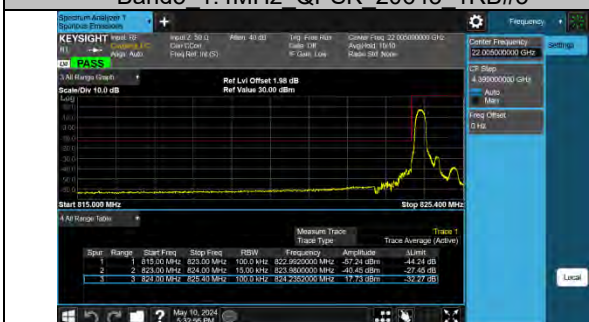 Spectrum Analyzer 1
Spurious Emissions
Frequency
KEYSIGHT
Input: RF
Input Z: 50 Ω
Atten: 40 dB
Trig: Free Run
Center Freq: 22.005000000 GHz
Corr CCorr
Gate: Off
Avg|Hold: 10/10
Align: Auto
Freq Ref: Int (S)
IF Gain: Low
Radio Std: None
PASS
Center Frequency
22.005000000 GHz
Settings
CF Step
4.399000000 GHz
Auto
Man
Freq Offset
0 Hz
3 All Range Graph
Ref Lvl Offset 1.98 dB
Scale/Div 10.0 dB
Ref Value 30.00 dBm
Log
Start 815.000 MHz
Stop 825.400 MHz
4 All Range Table
Measure Trace
Trace 1
Trace Type
Trace Average (Active)
Spur Range Start Freq Stop Freq RBW Frequency Amplitude ΔLimit
1 1 815.00 MHz 823.00 MHz 100.0 kHz 822.9920000 MHz -57.24 dBm -44.24 dB
2 2 823.00 MHz 824.00 MHz 15.00 kHz 823.9800000 MHz -40.45 dBm -27.45 dB
3 3 824.00 MHz 825.40 MHz 100.0 kHz 824.2352000 MHz 17.73 dBm -32.27 dB
Local
May 10, 2024